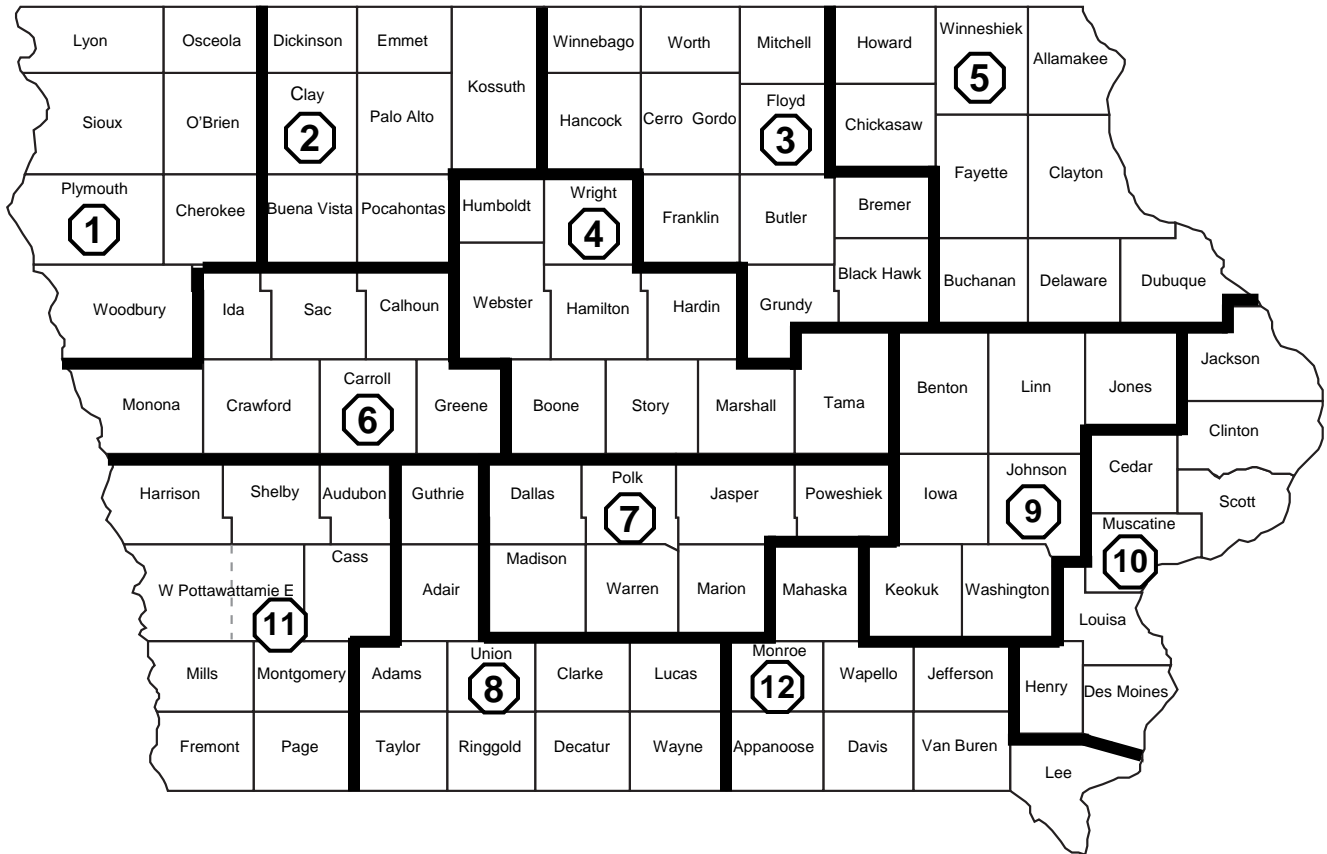 Lyon
Osceola
Dickinson
Emmet
Kossuth
Winnebago
Worth
Mitchell
Howard
Winneshiek
5
Allamakee
Sioux
O'Brien
Clay
2
Palo Alto
Hancock
Cerro Gordo
Floyd
3
Chickasaw
Fayette
Clayton
Plymouth
1
Cherokee
Buena Vista
Pocahontas
Humboldt
Wright
4
Franklin
Butler
Bremer
Black Hawk
Buchanan
Delaware
Dubuque
Woodbury
Ida
Sac
Calhoun
Webster
Hamilton
Hardin
Grundy
Jackson
Monona
Crawford
Carroll
6
Greene
Boone
Story
Marshall
Tama
Benton
Linn
Jones
Clinton
Harrison
Shelby
Audubon
Guthrie
Dallas
Polk
7
Jasper
Poweshiek
Iowa
Johnson
9
Cedar
Scott
Muscatine
10
W Pottawattamie E
11
Cass
Adair
Madison
Warren
Marion
Mahaska
Keokuk
Washington
Louisa
Mills
Montgomery
Adams
Union
8
Clarke
Lucas
Monroe
12
Wapello
Jefferson
Henry
Des Moines
Fremont
Page
Taylor
Ringgold
Decatur
Wayne
Appanoose
Davis
Van Buren
Lee